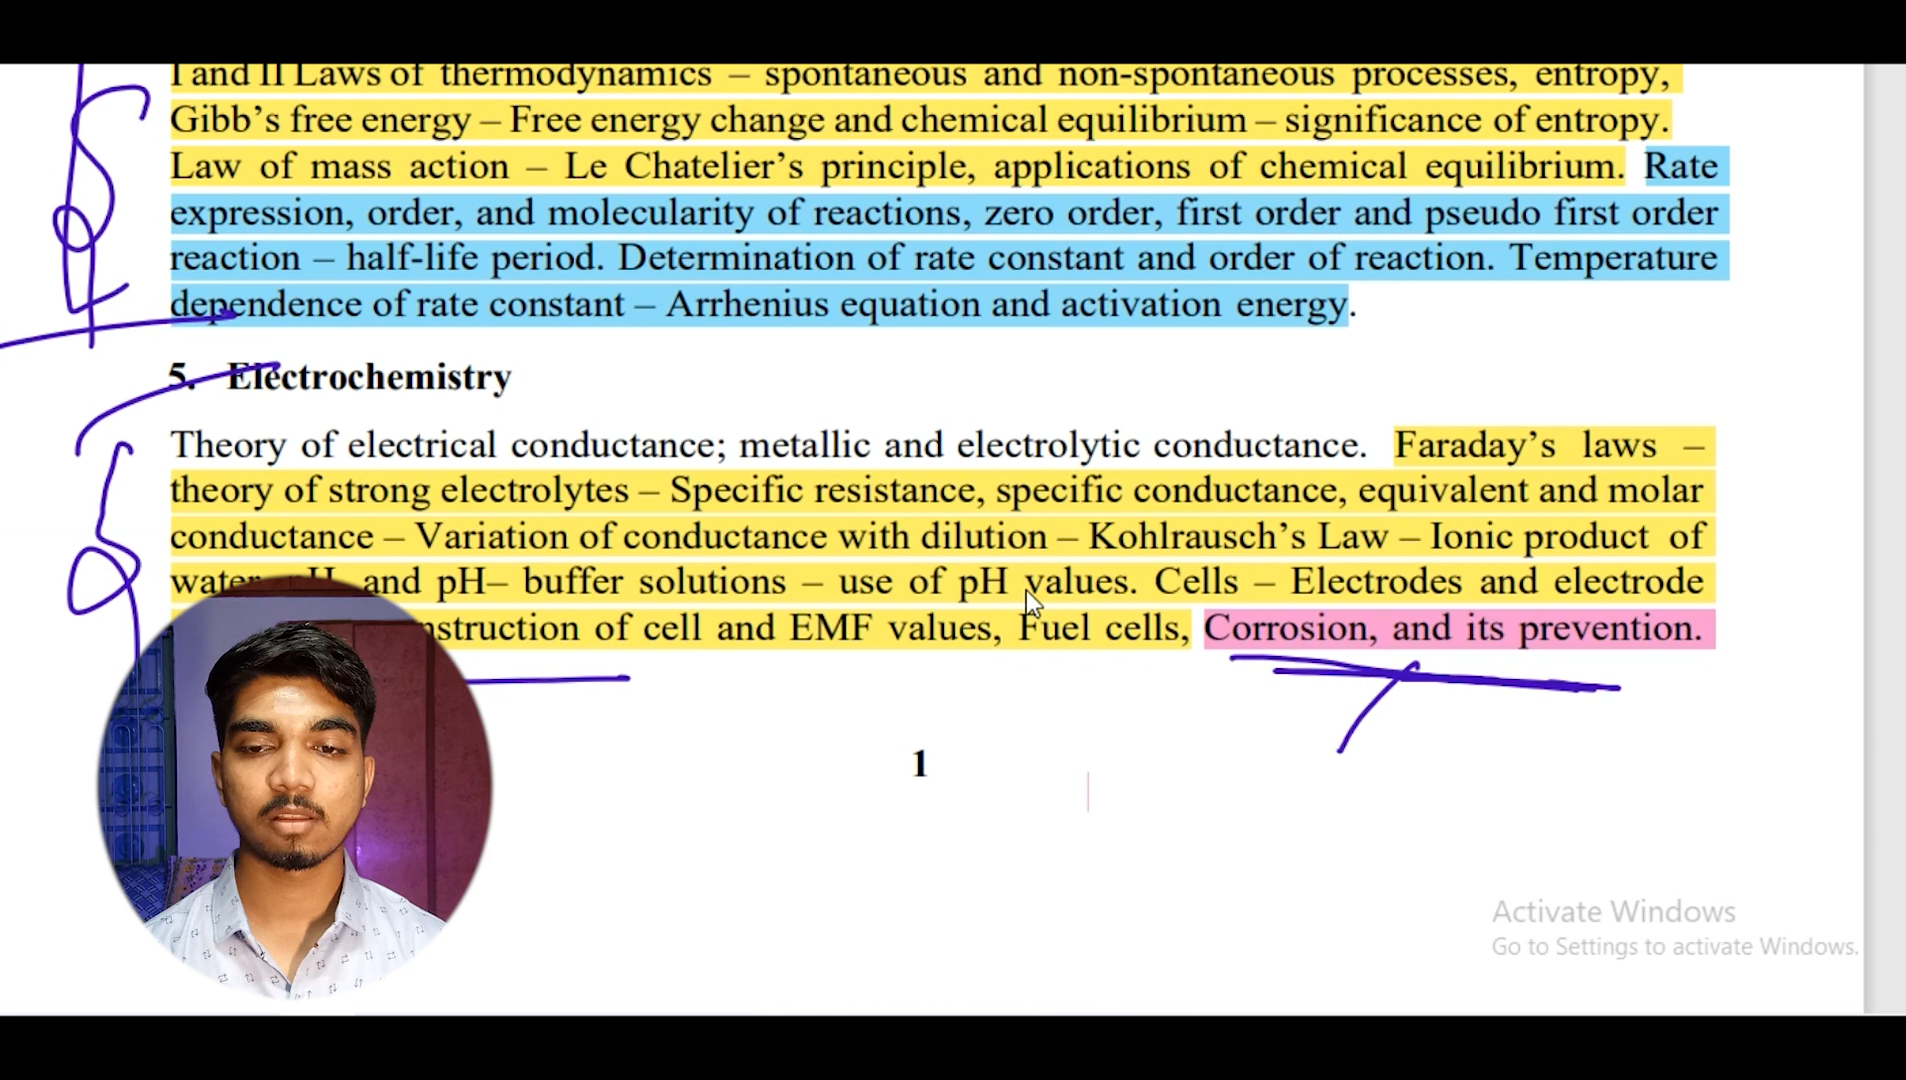 I and II Laws of thermodynamics – spontaneous and non-spontaneous processes, entropy,
Gibb’s free energy – Free energy change and chemical equilibrium – significance of entropy.
Law of mass action – Le Chatelier’s principle, applications of chemical equilibrium. Rate
expression, order, and molecularity of reactions, zero order, first order and pseudo first order
reaction – half-life period. Determination of rate constant and order of reaction. Temperature
dependence of rate constant – Arrhenius equation and activation energy.
5. Electrochemistry
Theory of electrical conductance; metallic and electrolytic conductance. Faraday’s laws –
theory of strong electrolytes – Specific resistance, specific conductance, equivalent and molar
conductance – Variation of conductance with dilution – Kohlrausch’s Law – Ionic product of
and pH– buffer solutions – use of pH values. Cells – Electrodes and electrode
of cell and EMF values, Fuel cells, Corrosion, and its prevention.
1
Activate Windows
Go to Settings to activate Windows.